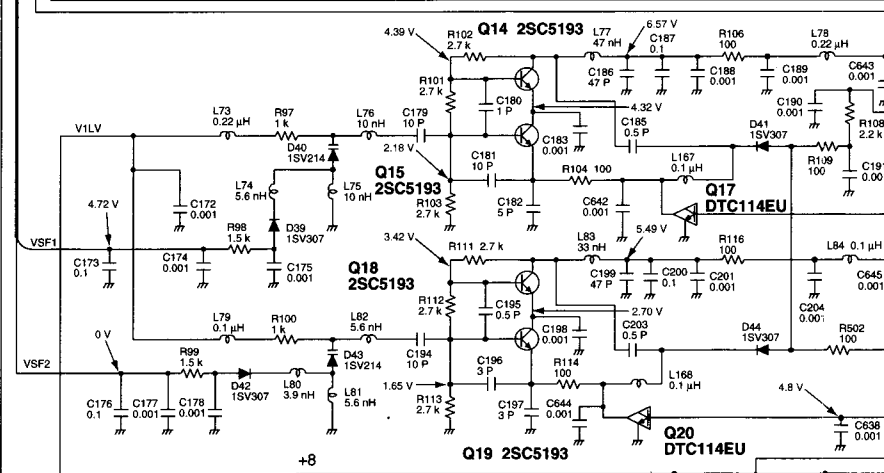 4.39 V
R102
2.7 k
Q14 2SC5193
L77
47 nH
6.57 V
C187
0.1
R106
100
L78
0.22 µH
R101
2.7 k
C180
1 P
C186
47 P
C188
0.001
C189
0.001
C643
0.001
4.32 V
C190
0.001
R108
2.2 k
L73
0.22 µH
R97
1 k
L76
10 nH
C179
10 P
C183
0.001
C185
0.5 P
D41
1SV307
V1LV
D40
1SV214
2.18 V
Q15
2SC5193
C181
10 P
R104 100
L167
0.1 µH
R109
100
C191
0.001
L74
5.6 nH
L75
10 nH
4.72 V
C172
0.001
R103
2.7 k
C182
5 P
C642
0.001
Q17
DTC114EU
R98
1.5 k
D39
1SV307
VSF1
C173
0.1
C174
0.001
C175
0.001
3.42 V
R111 2.7 k
L83
33 nH
5.49 V
R116
100
L84 0.1 µH
Q18
2SC5193
R112
2.7 k
C195
0.5 P
C199
47 P
C200
0.1
C201
0.001
C204
0.001
C645
0.001
2.70 V
L79
0.1 µH
R100
1 k
L82
5.6 nH
C194
10 P
C198
0.001
C203
0.5 P
D44
1SV307
R502
100
0 V
VSF2
R99
1.5 k
D43
1SV214
C196
3 P
R114
100
L168
0.1 µH
1.65 V
D42
1SV307
L80
3.9 nH
L81
5.6 nH
C176
0.1
C177
0.001
C178
0.001
R113
2.7 k
C197
3 P
C644
0.001
4.8 V
Q20
DTC114EU
C638
0.001
+8
Q19 2SC5193